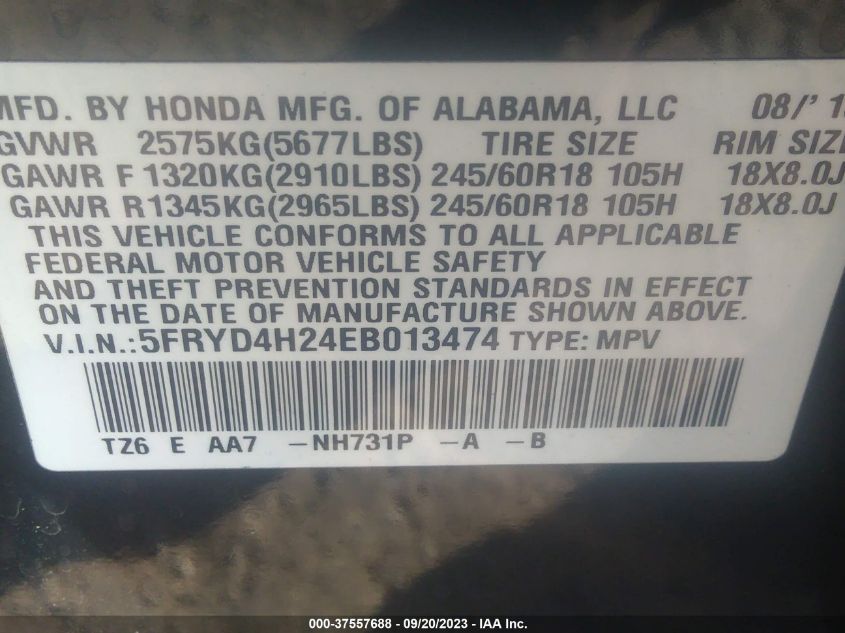 MFD. BY HONDA MFG. OF ALABAMA, LLC 08/'1
GVWR 2575KG(5677LBS) TIRE SIZE RIM SIZE
GAWR F 1320KG(2910LBS) 245/60R18 105H 18X8.0J
GAWR R1345KG(2965LBS) 245/60R18 105H 18X8.0J
THIS VEHICLE CONFORMS TO ALL APPLICABLE
FEDERAL MOTOR VEHICLE SAFETY
AND THEFT PREVENTION STANDARDS IN EFFECT
ON THE DATE OF MANUFACTURE SHOWN ABOVE.
V.I.N.:5FRYD4H24EB013474 TYPE: MPV
TZ6 E AA7 -NH731P -A -B
000-37557688 - 09/20/2023 - IAA Inc.